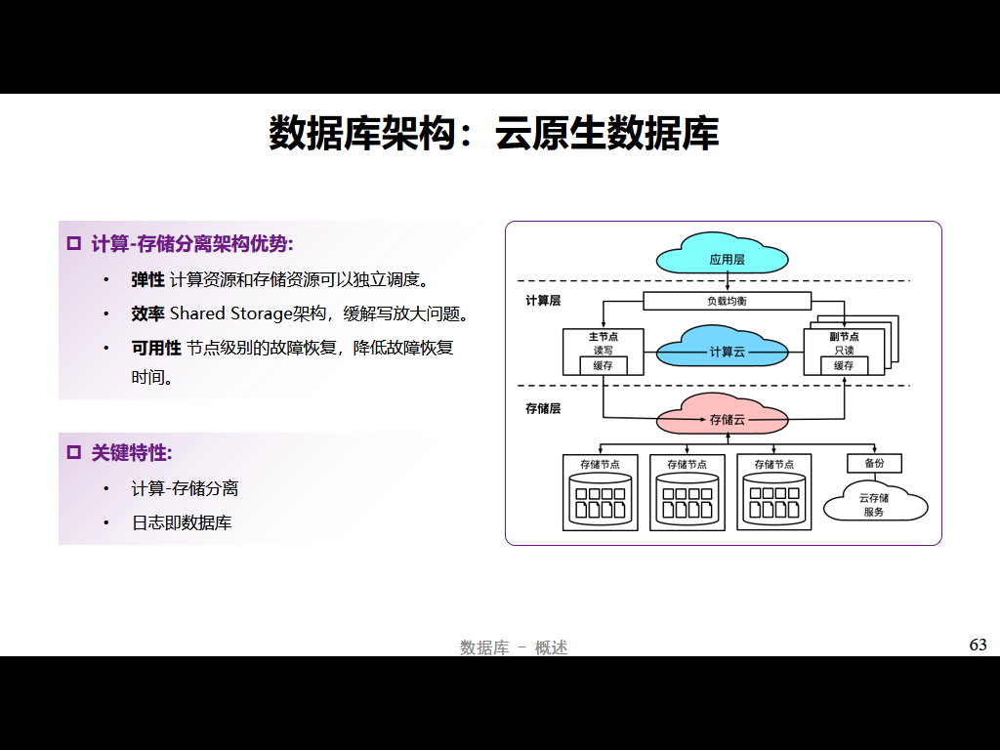 数据库架构：云原生数据库
计算-存储分离架构优势:
• 弹性 计算资源和存储资源可以独立调度。
• 效率 Shared Storage架构，缓解写放大问题。
• 可用性 节点级别的故障恢复，降低故障恢复
时间。
关键特性:
• 计算-存储分离
• 日志即数据库
应用层
计算层
负载均衡
主节点
读写
缓存
计算云
副节点
只读
缓存
存储层
存储云
存储节点
存储节点
存储节点
备份
云存储
服务
数据库 - 概述
63